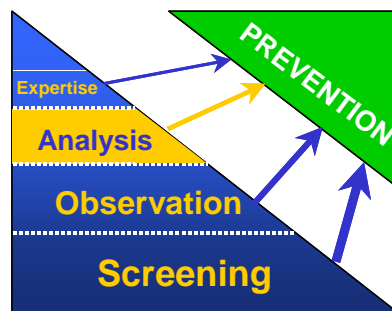 PREVENTION
Expertise
Analysis
Observation
Screening